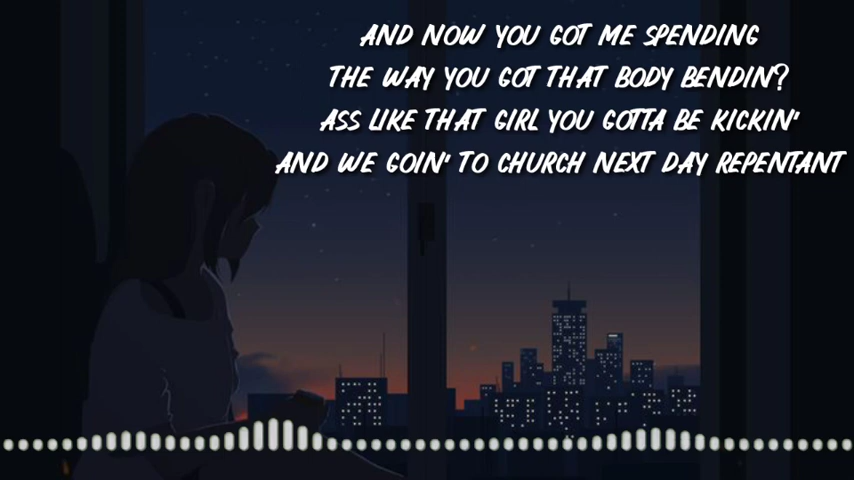 AND NOW YOU GOT ME SPENDING
THE WAY YOU GOT THAT BODY BENDIN?
ASS LIKE THAT GIRL YOU GOTTA BE KICKIN'
AND WE GOIN' TO CHURCH NEXT DAY REPENTANT